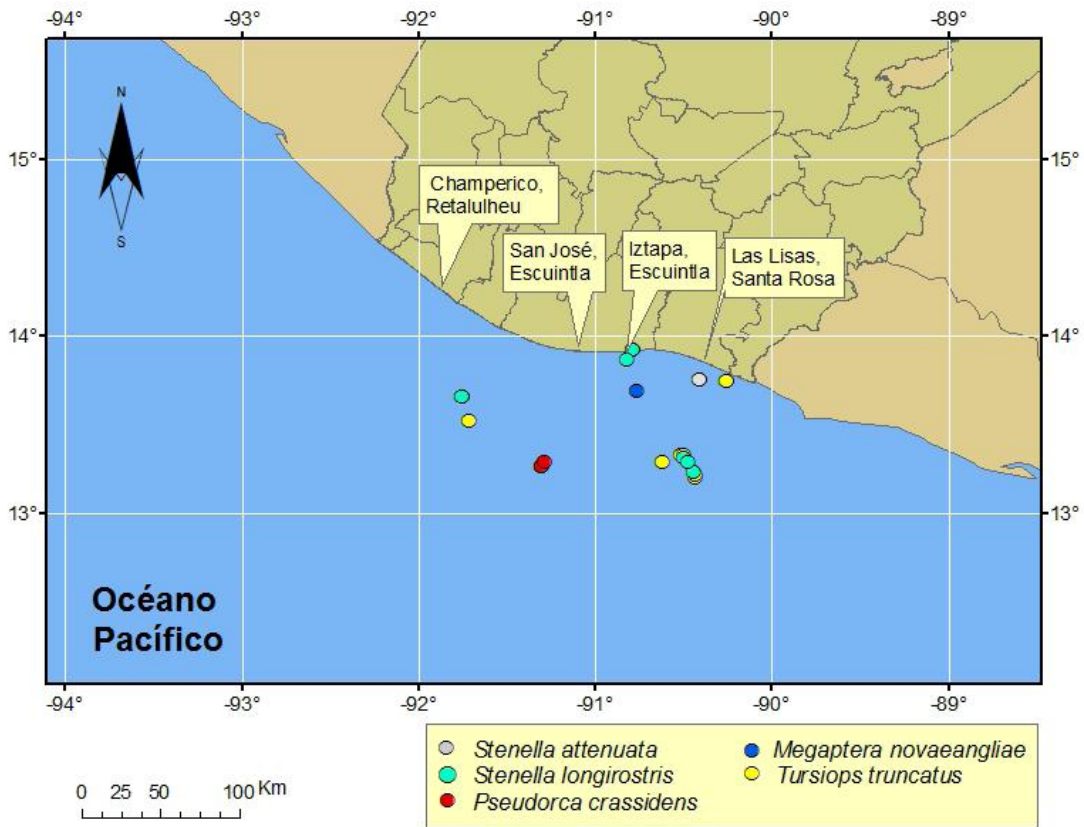 -94° -93° -92° -91° -90° -89°
N
S
15° 15°
Champerico,
Retalulheu
San José,
Escuintla
Iztapa,
Escuintla
Las Lisas,
Santa Rosa
14° 14°
13° 13°
Océano
Pacífico
-94° -93° -92° -91° -90° -89°
Stenella attenuata
Stenella longirostris
Pseudorca crassidens
Megaptera novaeangliae
Tursiops truncatus
0 25 50 100 Km